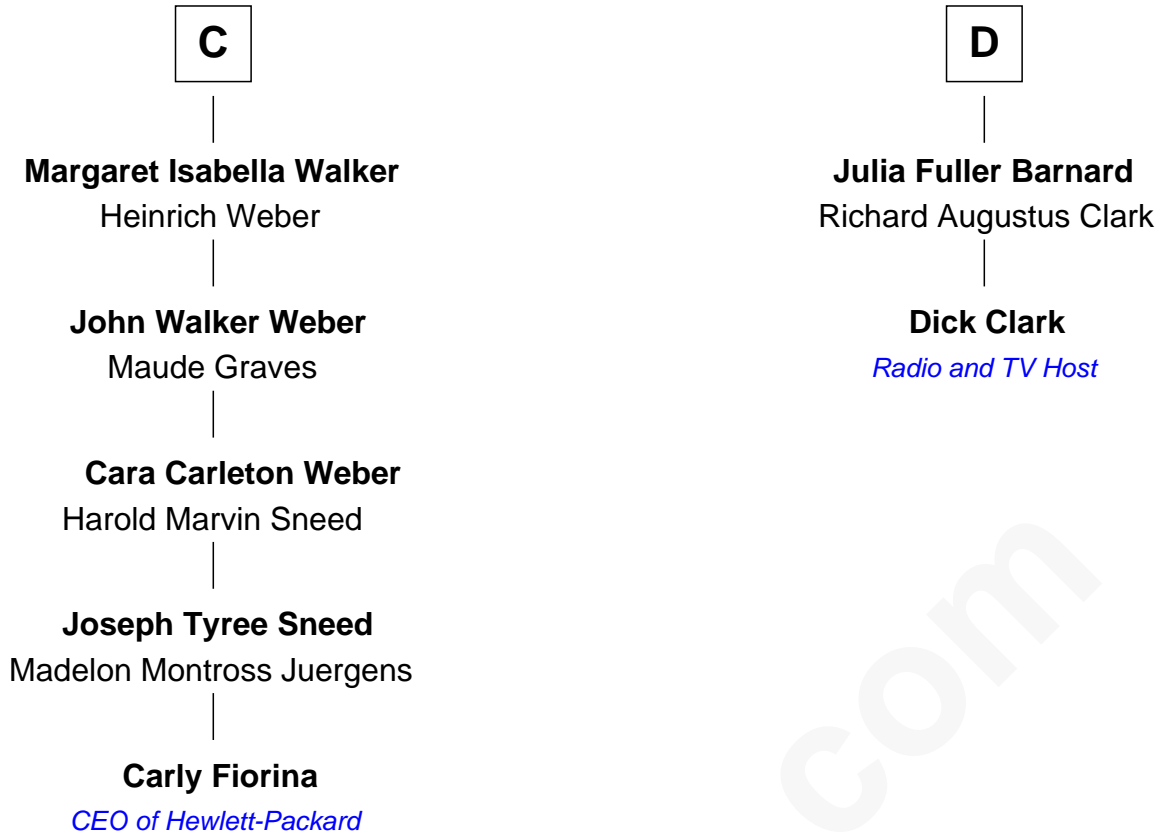 C
Margaret Isabella Walker
Heinrich Weber
John Walker Weber
Maude Graves
Cara Carleton Weber
Harold Marvin Sneed
Joseph Tyree Sneed
Madelon Montross Juergens
Carly Fiorina
CEO of Hewlett-Packard
D
Julia Fuller Barnard
Richard Augustus Clark
Dick Clark
Radio and TV Host
com